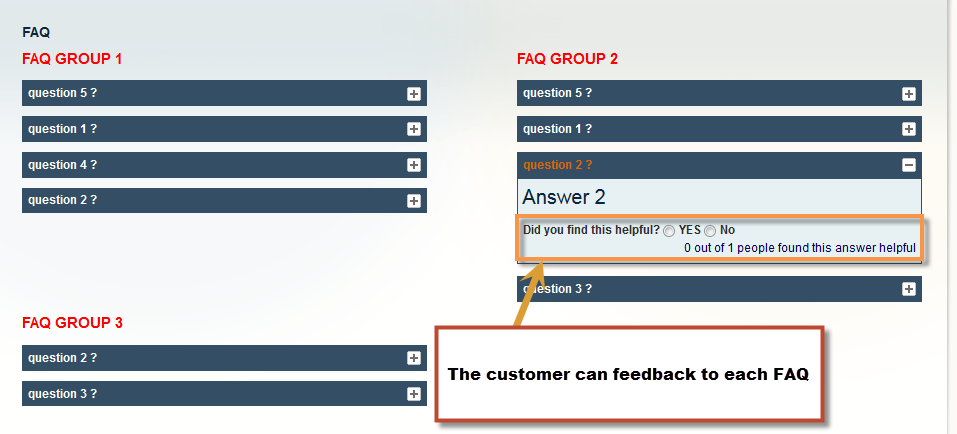 FAQ
FAQ GROUP 1
question 5 ?
question 1 ?
question 4 ?
question 2 ?
FAQ GROUP 2
question 5 ?
question 1 ?
question 2 ?
Answer 2
Did you find this helpful? YES No
0 out of 1 people found this answer helpful
question 3 ?
FAQ GROUP 3
question 2 ?
question 3 ?
The customer can feedback to each FAQ